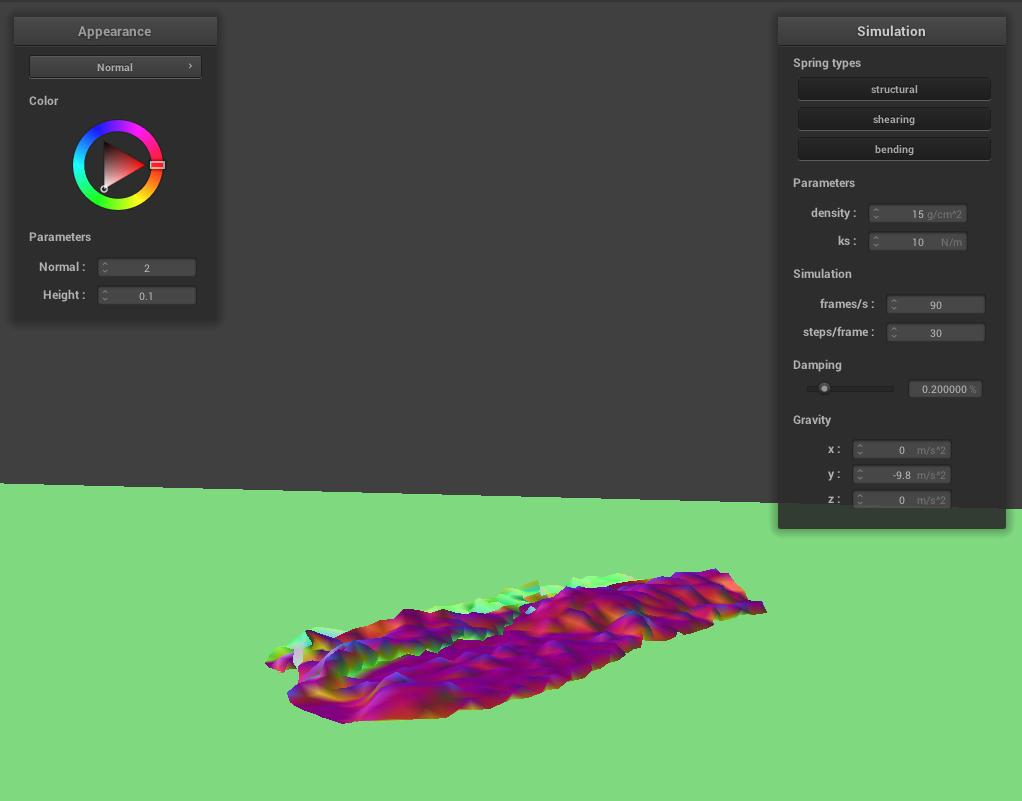 Appearance
Normal
Color
Parameters
Normal : 2
Height : 0.1
Simulation
Spring types
structural
shearing
bending
Parameters
density : 15 g/cm^2
ks : 10 N/m
Simulation
frames/s : 90
steps/frame : 30
Damping
0.200000 %
Gravity
x : 0 m/s^2
y : -9.8 m/s^2
z : 0 m/s^2